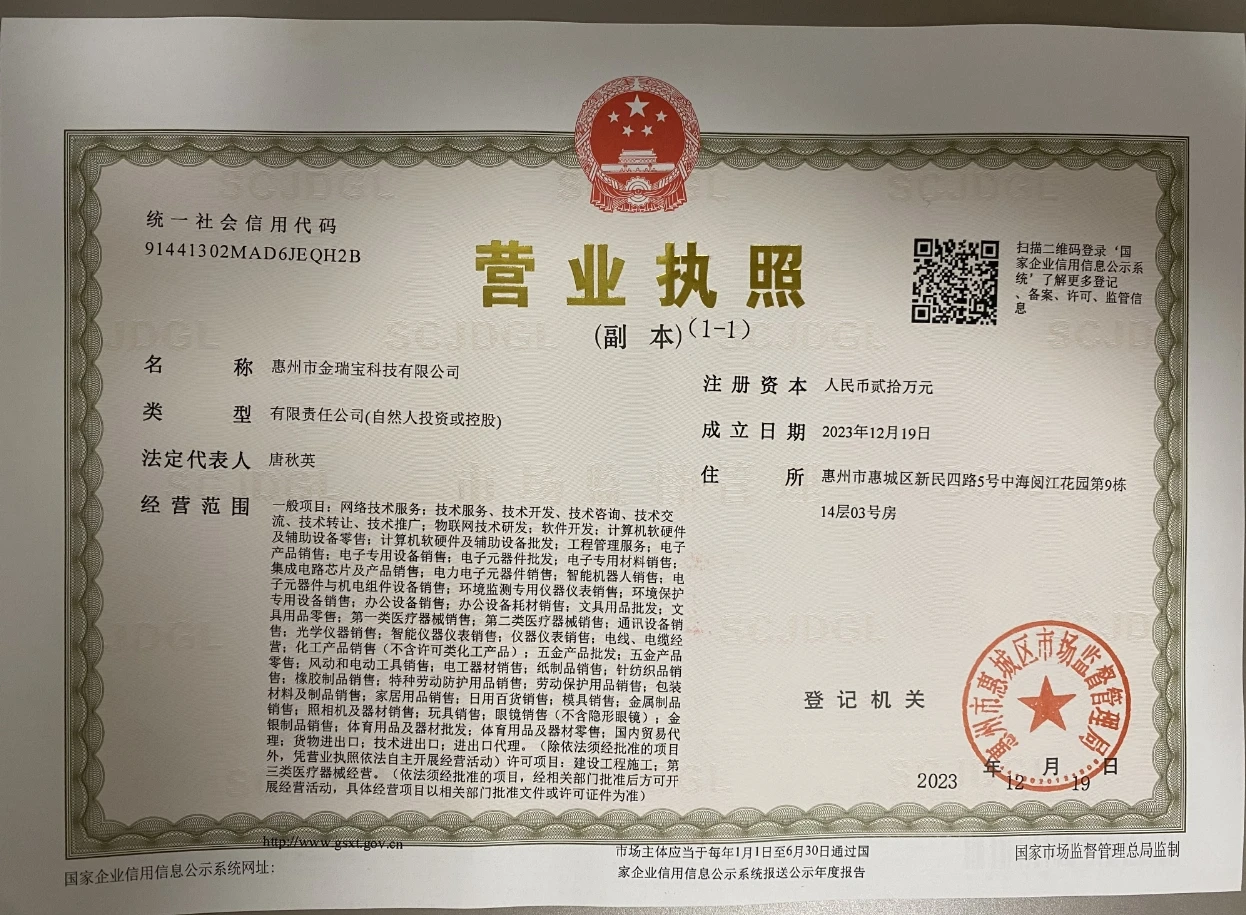 统一社会信用代码
91441302MAD6JEQH2B
营业执照
(副 本)(1-1)
扫描二维码登录‘国
家企业信用信息公示系
统’了解更多登记
、备案、许可、监管信
息
名 称 惠州市金瑞宝科技有限公司
类 型 有限责任公司(自然人投资或控股)
法定代表人 唐秋英
经营范围 一般项目：网络技术服务；技术服务、技术开发、技术咨询、技术交
流、技术转让、技术推广；物联网技术研发；软件开发；计算机软硬件
及辅助设备零售；计算机软硬件及辅助设备批发；工程管理服务；电子
产品销售；电子专用设备销售；电子元器件批发；电子专用材料销售；
集成电路芯片及产品销售；电力电子元器件销售；智能机器人销售；电
子元器件与机电组件设备销售；环境监测专用仪器仪表销售；环境保护
专用设备销售；办公设备销售；办公设备耗材销售；文具用品批发；文
具用品零售；第一类医疗器械销售；第二类医疗器械销售；通讯设备销
售；光学仪器销售；智能仪器仪表销售；仪器仪表销售；电线、电缆经
营；化工产品销售（不含许可类化工产品）；五金产品批发；五金产品
零售；风动和电动工具销售；电工器材销售；纸制品销售；针纺织品销
售；橡胶制品销售；特种劳动防护用品销售；劳动保护用品销售；包装
材料及制品销售；家居用品销售；日用百货销售；模具销售；金属制品
销售；照相机及器材销售；玩具销售；眼镜销售（不含隐形眼镜）；金
银制品销售；体育用品及器材批发；体育用品及器材零售；国内贸易代
理；货物进出口；技术进出口；进出口代理。（除依法须经批准的项目
外，凭营业执照依法自主开展经营活动）许可项目：建设工程施工；第
三类医疗器械经营。（依法须经批准的项目，经相关部门批准后方可开
展经营活动，具体经营项目以相关部门批准文件或许可证件为准）
注册资本 人民币贰拾万元
成立日期 2023年12月19日
住 所 惠州市惠城区新民四路5号中海阅江花园第9栋
14层03号房
登记机关
惠州市惠城区市场监督管理局
2023 年 12 月 19 日
http://www.gsxt.gov.cn
国家企业信用信息公示系统网址：
市场主体应当于每年1月1日至6月30日通过国
家企业信用信息公示系统报送公示年度报告
国家市场监督管理总局监制